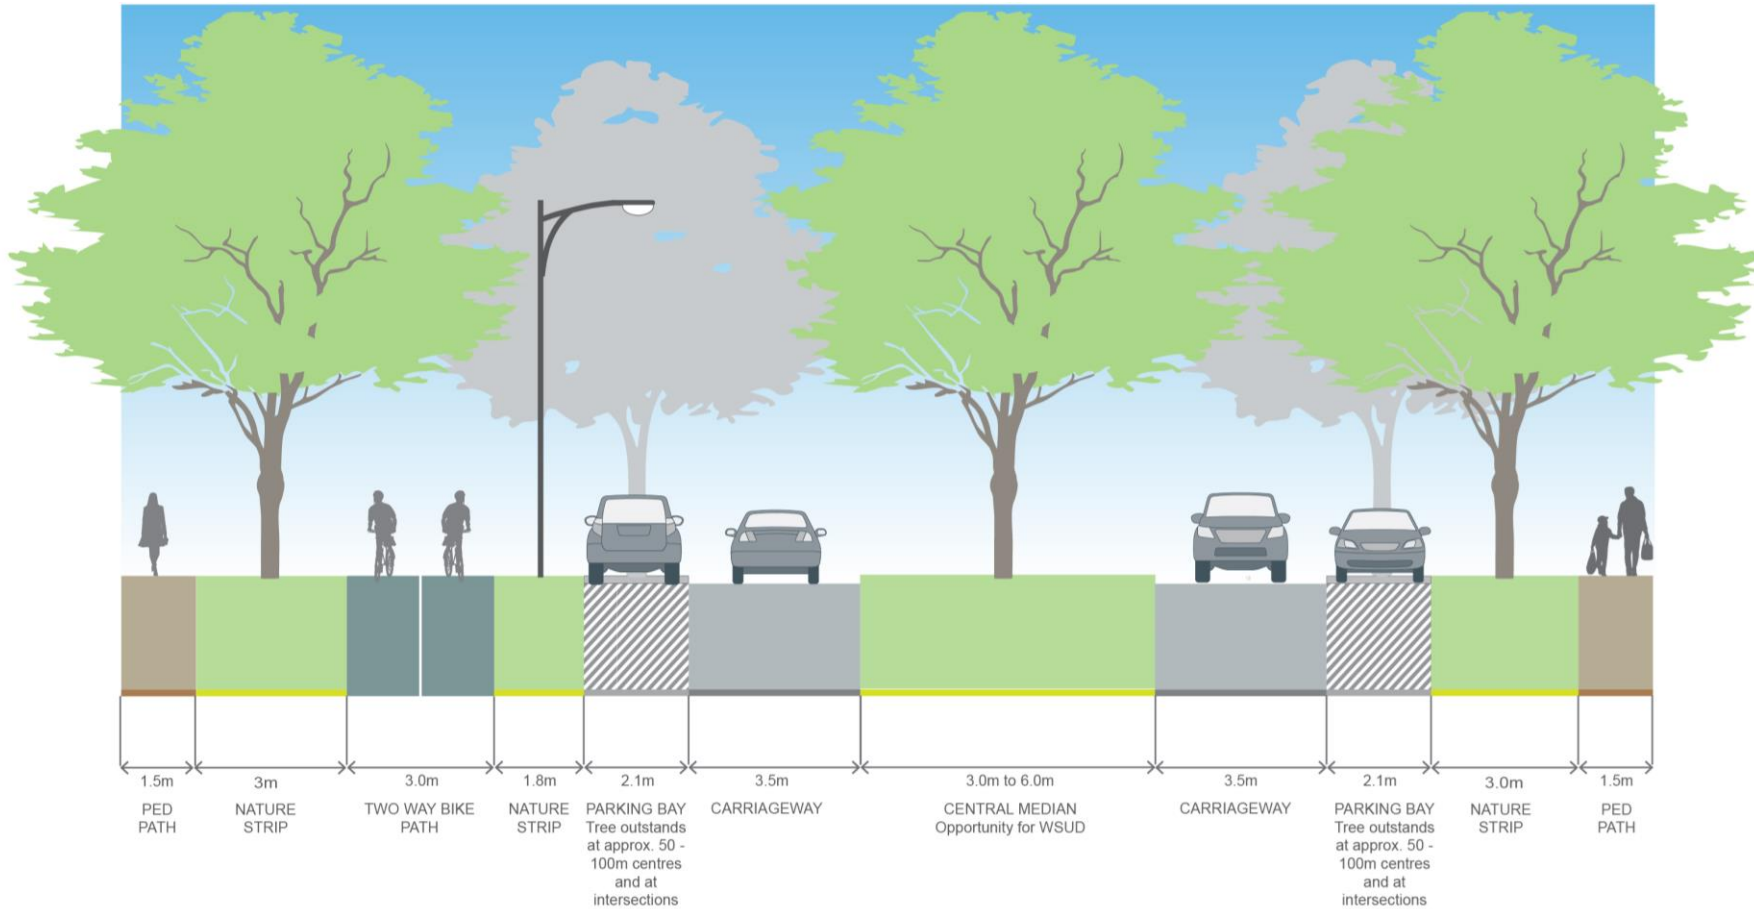 1.5m
3m
3.0m
1.8m
2.1m
3.5m
3.0m to 6.0m
3.5m
2.1m
3.0m
1.5m
PED
PATH
NATURE
STRIP
TWO WAY BIKE
PATH
NATURE
STRIP
PARKING BAY
Tree outstands
at approx. 50 -
100m centres
and at
intersections
CARRIAGEWAY
CENTRAL MEDIAN
Opportunity for WSUD
CARRIAGEWAY
PARKING BAY
Tree outstands
at approx. 50 -
100m centres
and at
intersections
NATURE
STRIP
PED
PATH